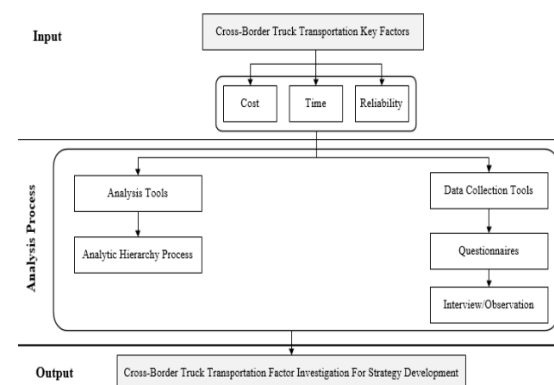 Input
Cross-Border Truck Transportation Key Factors
Cost
Time
Reliability
Analysis Process
Analysis Tools
Data Collection Tools
Analytic Hierarchy Process
Questionnaires
Interview/Observation
Output
Cross-Border Truck Transportation Factor Investigation For Strategy Development